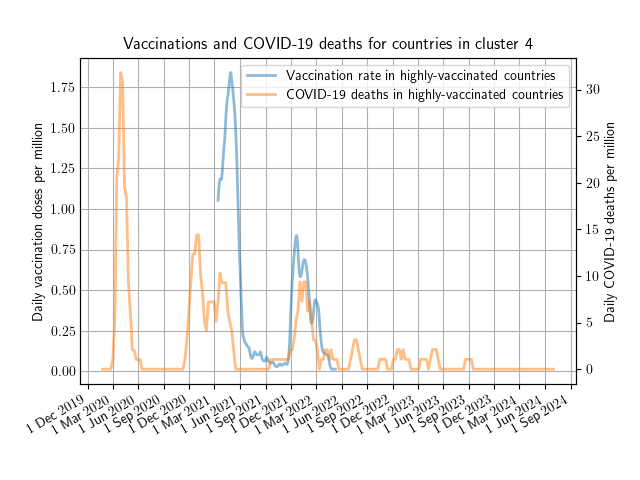 Vaccinations and COVID-19 deaths for countries in cluster 4
Vaccination rate in highly-vaccinated countries
COVID-19 deaths in highly-vaccinated countries
Daily vaccination doses per million
1.75
1.50
1.25
1.00
0.75
0.50
0.25
0.00
30
25
20
15
10
5
0
Daily COVID-19 deaths per million
1 Dec 2019
1 Mar 2020
1 Jun 2020
1 Sep 2020
1 Dec 2020
1 Mar 2021
1 Jun 2021
1 Sep 2021
1 Dec 2021
1 Mar 2022
1 Jun 2022
1 Sep 2022
1 Dec 2022
1 Mar 2023
1 Jun 2023
1 Sep 2023
1 Dec 2023
1 Mar 2024
1 Jun 2024
1 Sep 2024